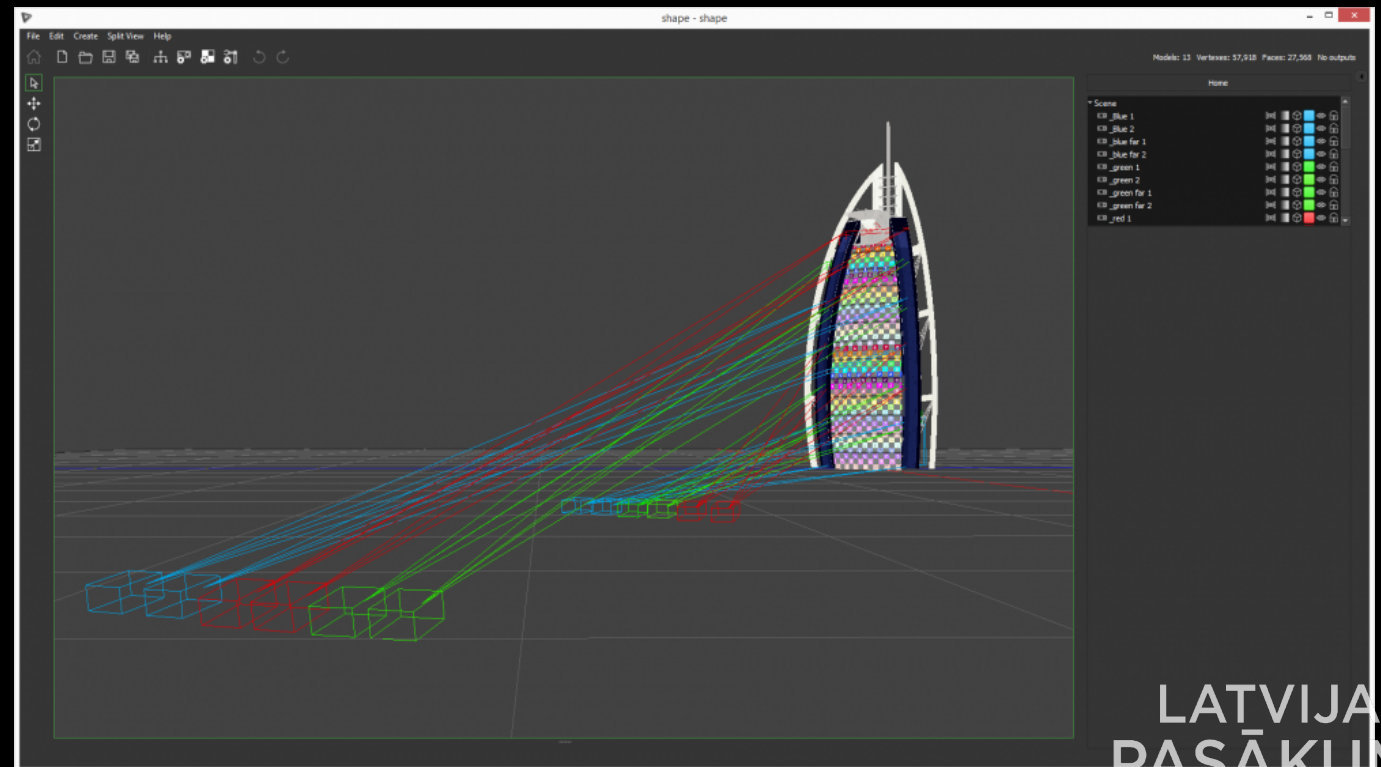 shape - shape
File Edit Create Split View Help
Models: 13 Vertexes: 57,918 Faces: 27,568 No outputs
Home
Scene
_Blue 1
_Blue 2
_blue far 1
_blue far 2
_green 1
_green 2
_green far 1
_green far 2
_red 1
LATVIJA